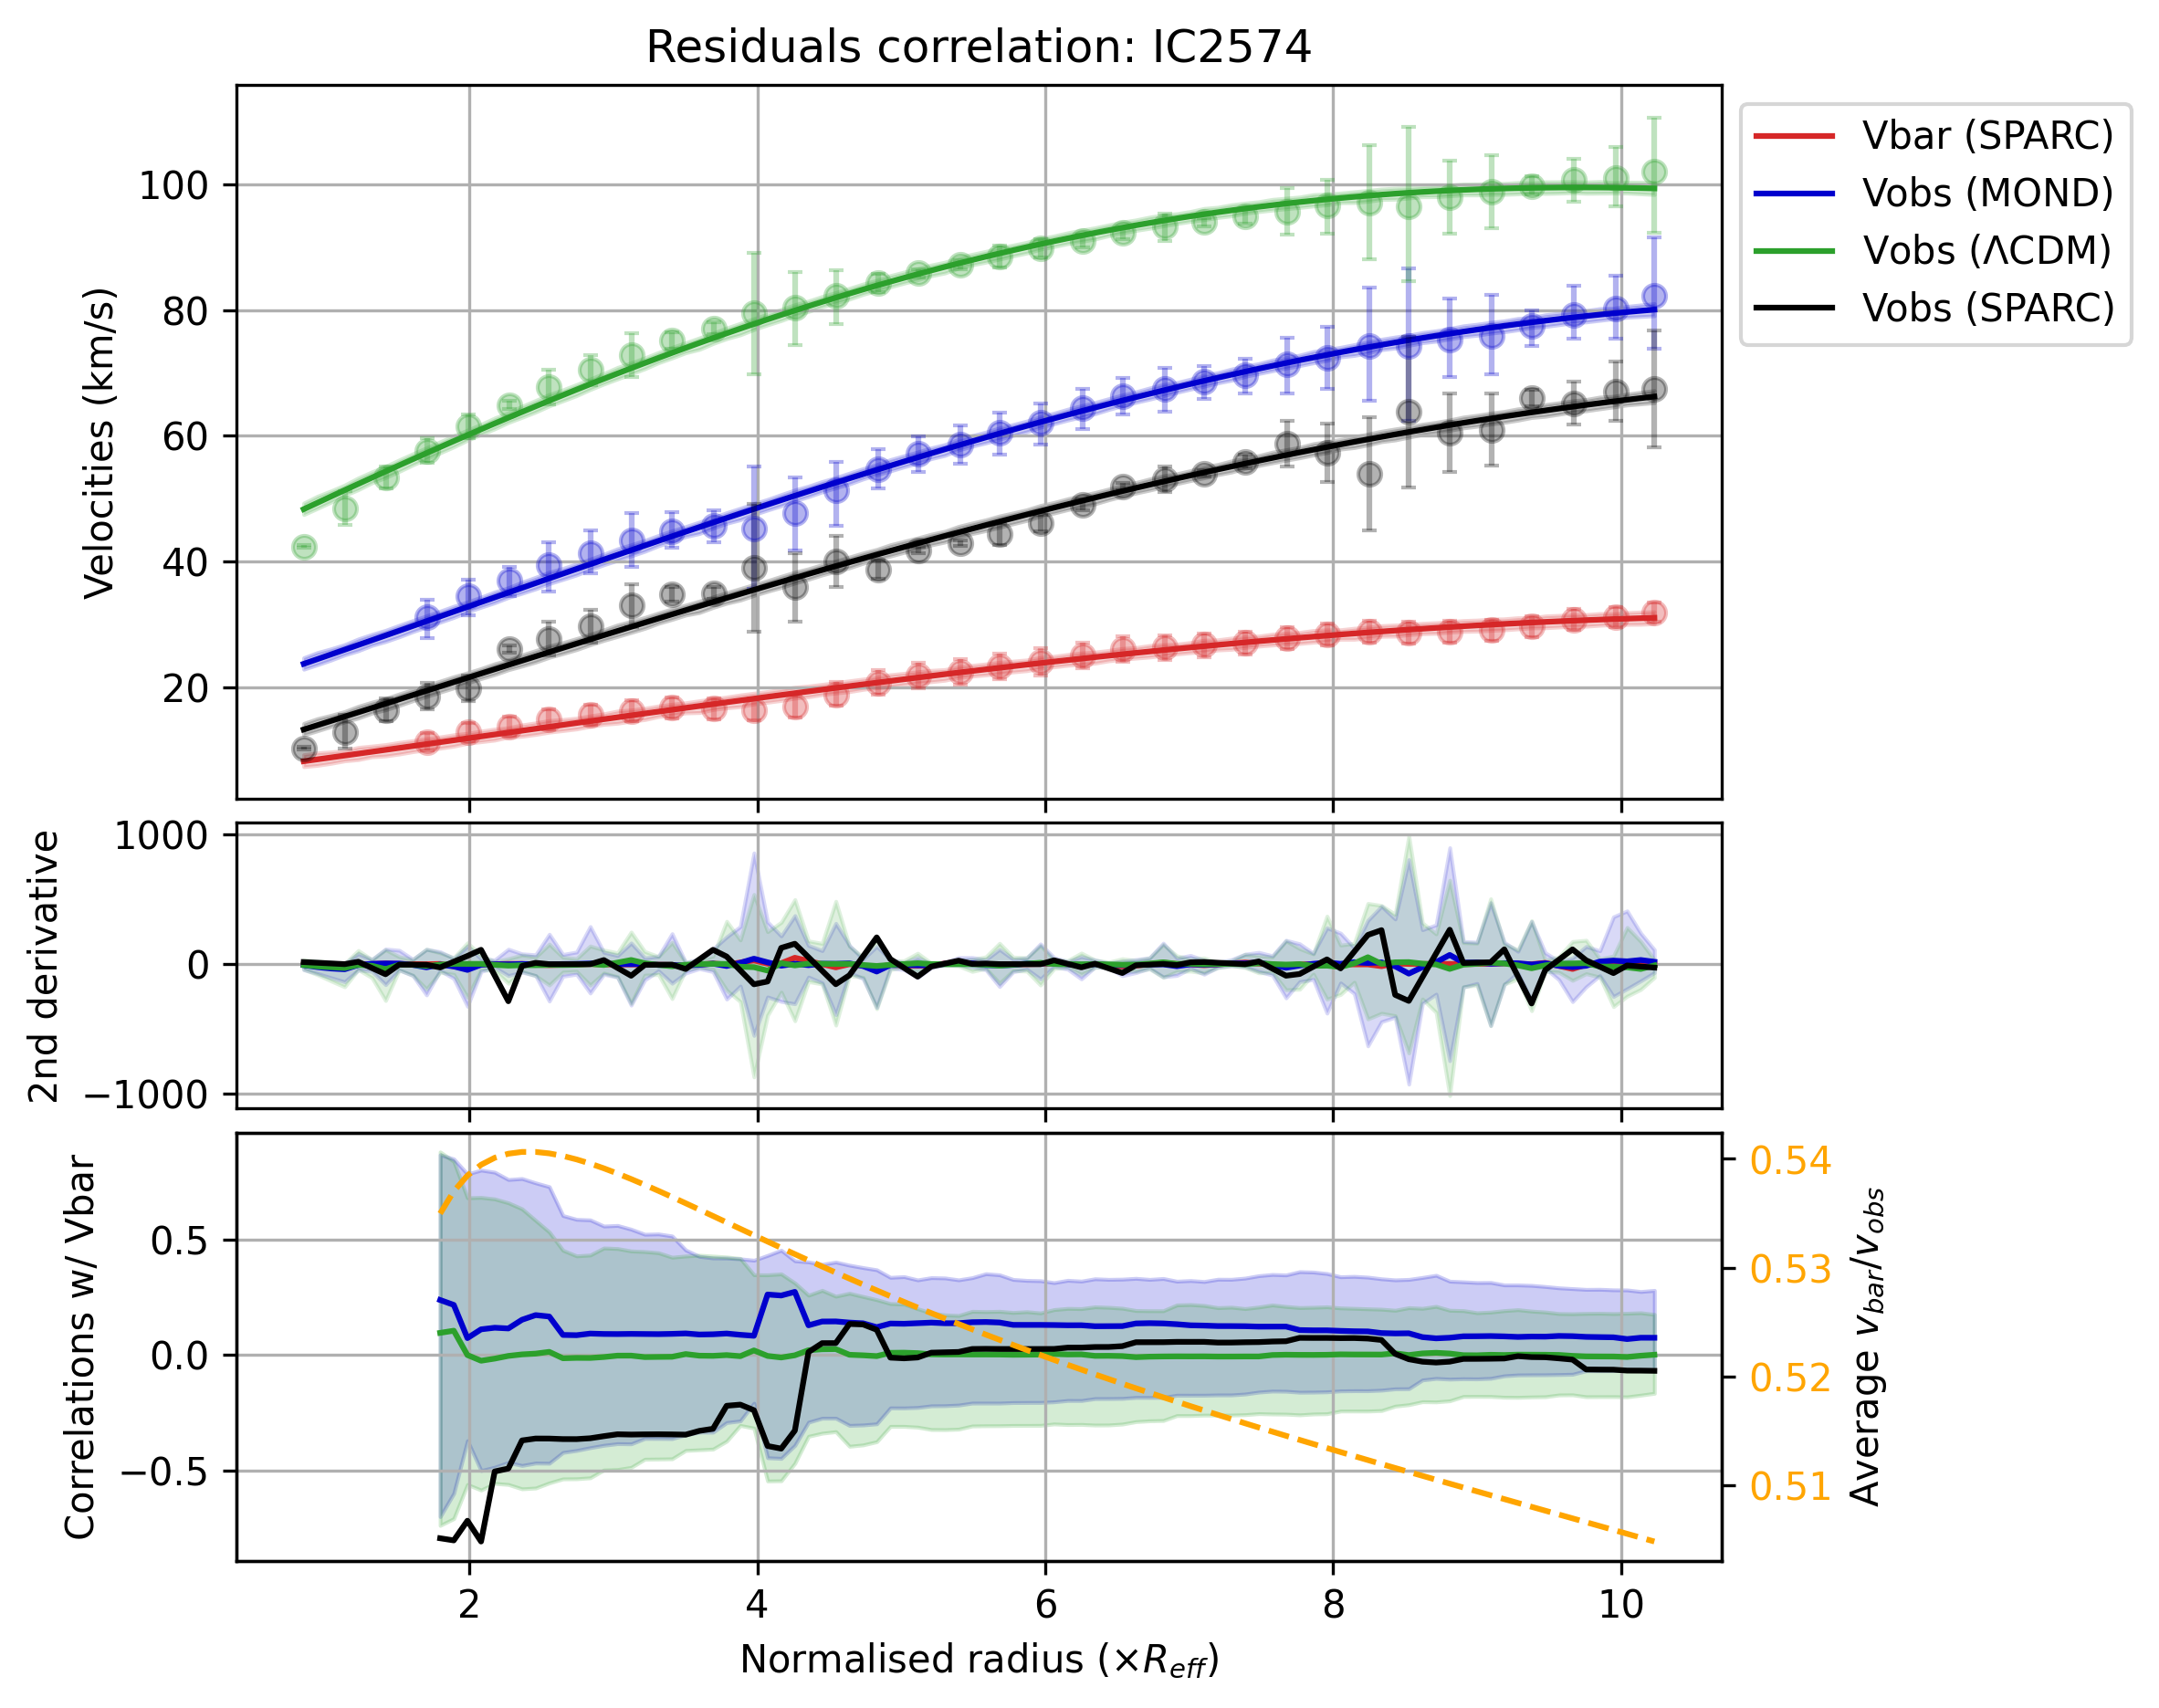 Residuals correlation: IC2574
Velocities (km/s)
100
80
60
40
20
Vbar (SPARC)
Vobs (MOND)
Vobs (ΛCDM)
Vobs (SPARC)
2nd derivative
1000
0
−1000
Correlations w/ Vbar
0.5
0.0
−0.5
0.54
0.53
0.52
0.51
Average v_bar/v_obs
2 4 6 8 10
Normalised radius (×R_eff)